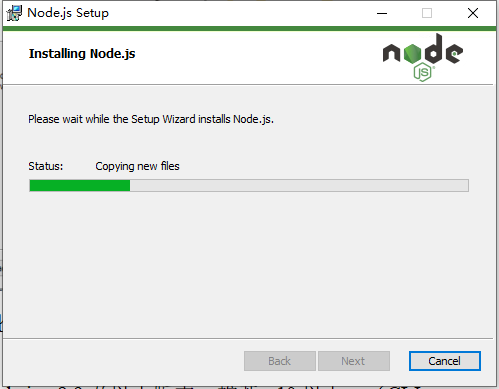 Node.js Setup
Installing Node.js
node
JS
Please wait while the Setup Wizard installs Node.js.
Status: Copying new files
Back Next Cancel